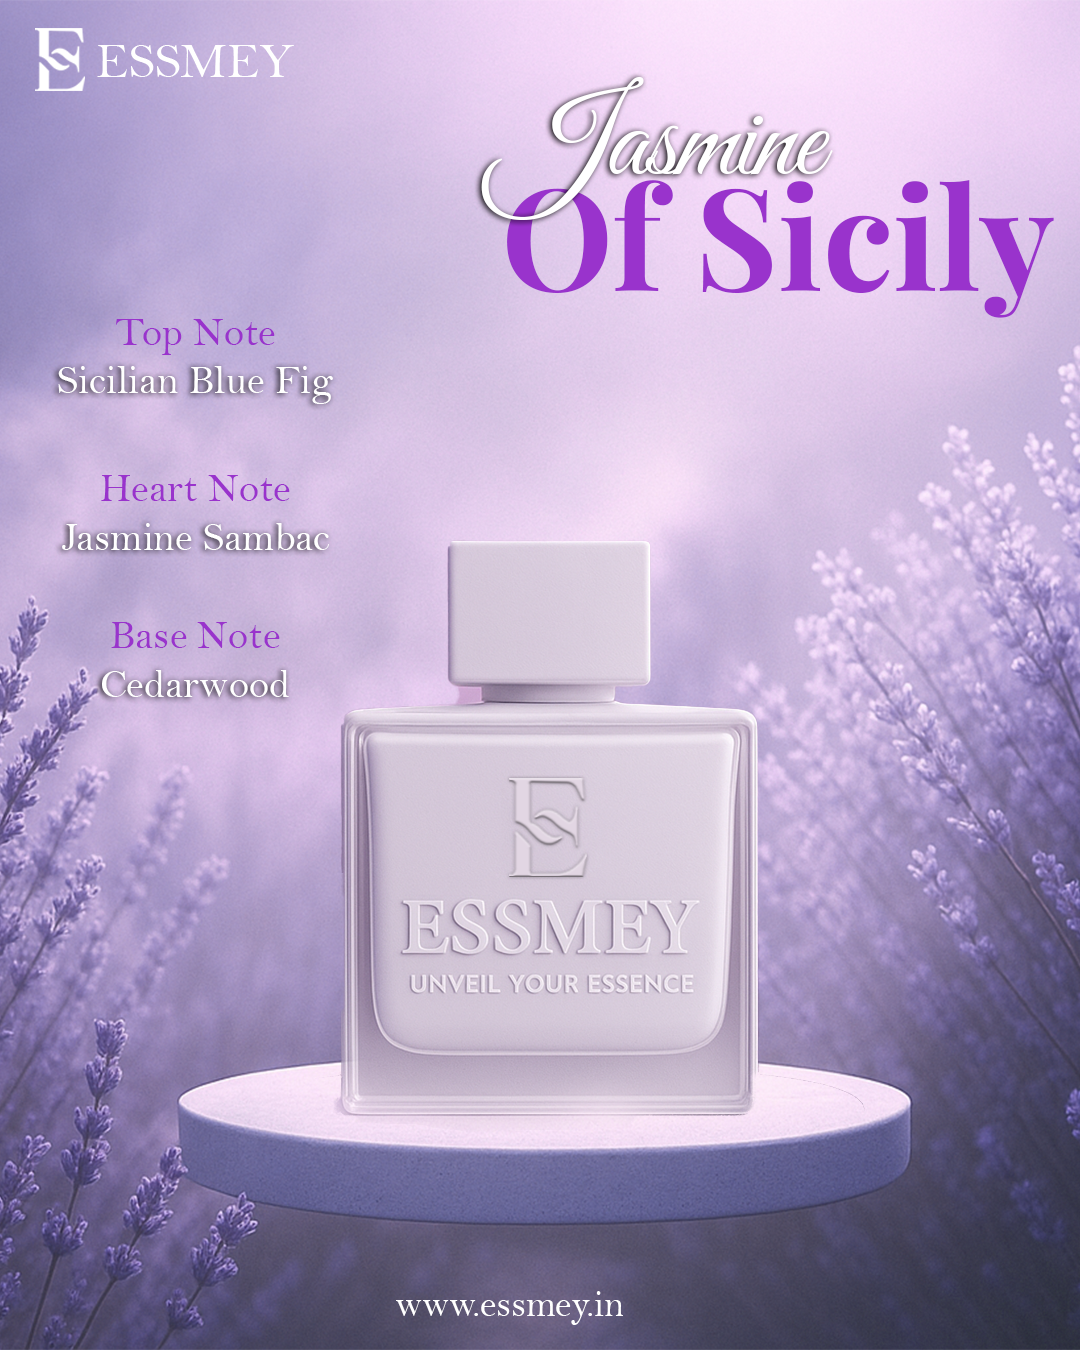 ESSMEY
Jasmine
Of Sicily
Top Note
Sicilian Blue Fig
Heart Note
Jasmine Sambac
Base Note
Cedarwood
ESSMEY
UNVEIL YOUR ESSENCE
www.essmey.in